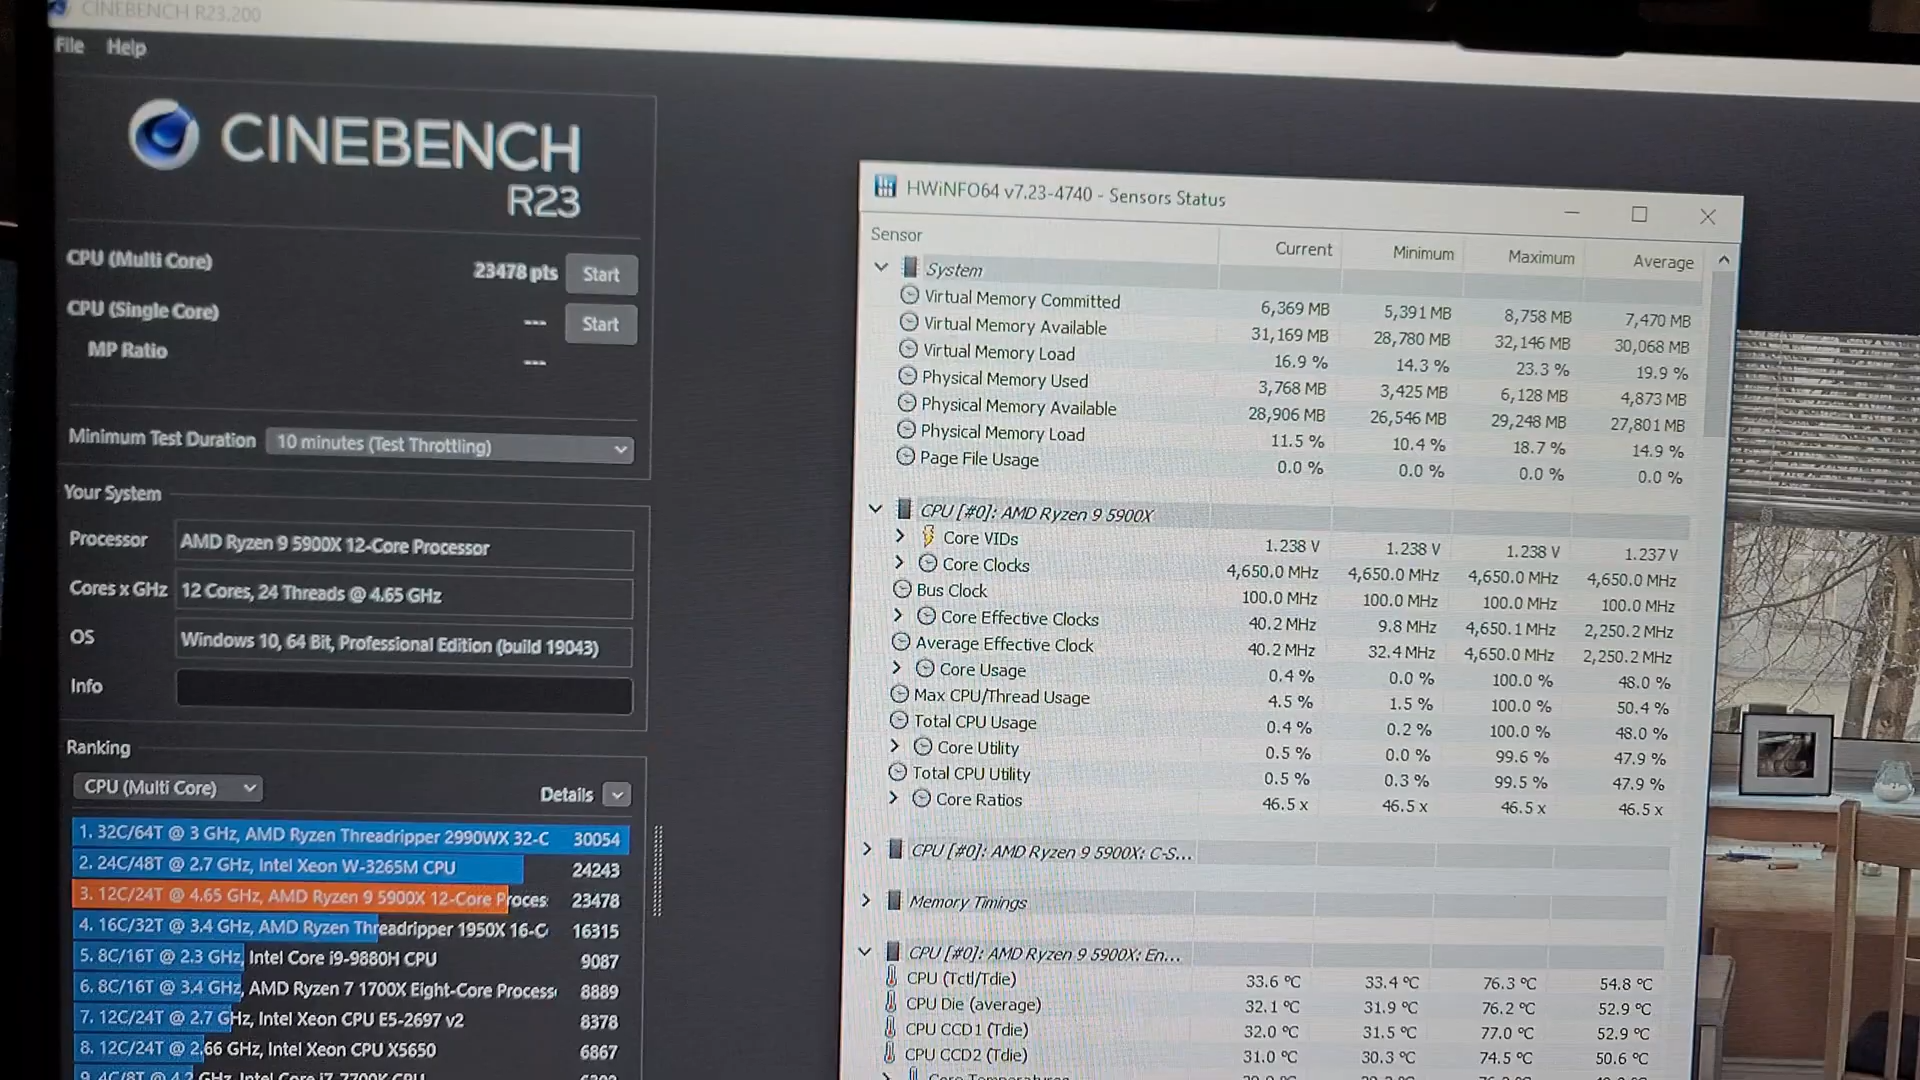 CINEBENCH R23.200
File Help
CINEBENCH
R23
CPU (Multi Core) 23478 pts Start
CPU (Single Core) --- Start
MP Ratio ---
Minimum Test Duration 10 minutes (Test Throttling)
Your System
Processor AMD Ryzen 9 5900X 12-Core Processor
Cores x GHz 12 Cores, 24 Threads @ 4.65 GHz
OS Windows 10, 64 Bit, Professional Edition (build 19043)
Info
Ranking
CPU (Multi Core) Details
1. 32C/64T @ 3 GHz, AMD Ryzen Threadripper 2990WX 32-C 30054
2. 24C/48T @ 2.7 GHz, Intel Xeon W-3265M CPU 24243
3. 12C/24T @ 4.65 GHz, AMD Ryzen 9 5900X 12-Core Proces 23478
4. 16C/32T @ 3.4 GHz, AMD Ryzen Threadripper 1950X 16-C 16315
5. 8C/16T @ 2.3 GHz, Intel Core i9-9880H CPU 9087
6. 8C/16T @ 3.4 GHz, AMD Ryzen 7 1700X Eight-Core Process 8889
7. 12C/24T @ 2.7 GHz, Intel Xeon CPU E5-2697 v2 8378
8. 12C/24T @ 2.66 GHz, Intel Xeon CPU X5650 6867
9. 4C/8T @ 4.2 GHz, Intel Core i7-7700K CPU
HWiNFO64 v7.23-4740 - Sensors Status
Sensor Current Minimum Maximum Average
System
Virtual Memory Committed 6,369 MB 5,391 MB 8,758 MB 7,470 MB
Virtual Memory Available 31,169 MB 28,780 MB 32,146 MB 30,068 MB
Virtual Memory Load 16.9 % 14.3 % 23.3 % 19.9 %
Physical Memory Used 3,768 MB 3,425 MB 6,128 MB 4,873 MB
Physical Memory Available 28,906 MB 26,546 MB 29,248 MB 27,801 MB
Physical Memory Load 11.5 % 10.4 % 18.7 % 14.9 %
Page File Usage 0.0 % 0.0 % 0.0 % 0.0 %
CPU [#0]: AMD Ryzen 9 5900X
Core VIDs 1.238 V 1.238 V 1.238 V 1.237 V
Core Clocks 4,650.0 MHz 4,650.0 MHz 4,650.0 MHz 4,650.0 MHz
Bus Clock 100.0 MHz 100.0 MHz 100.0 MHz 100.0 MHz
Core Effective Clocks 40.2 MHz 9.8 MHz 4,650.1 MHz 2,250.2 MHz
Average Effective Clock 40.2 MHz 32.4 MHz 4,650.0 MHz 2,250.2 MHz
Core Usage 0.4 % 0.0 % 100.0 % 48.0 %
Max CPU/Thread Usage 4.5 % 1.5 % 100.0 % 50.4 %
Total CPU Usage 0.4 % 0.2 % 100.0 % 48.0 %
Core Utility 0.5 % 0.0 % 99.6 % 47.9 %
Total CPU Utility 0.5 % 0.3 % 99.5 % 47.9 %
Core Ratios 46.5 x 46.5 x 46.5 x 46.5 x
CPU [#0]: AMD Ryzen 9 5900X: C-S...
Memory Timings
CPU [#0]: AMD Ryzen 9 5900X: En...
CPU (Tctl/Tdie) 33.6 °C 33.4 °C 76.3 °C 54.8 °C
CPU Die (average) 32.1 °C 31.9 °C 76.2 °C 52.9 °C
CPU CCD1 (Tdie) 32.0 °C 31.5 °C 77.0 °C 52.9 °C
CPU CCD2 (Tdie) 31.0 °C 30.3 °C 74.5 °C 50.6 °C
Core Temperatures